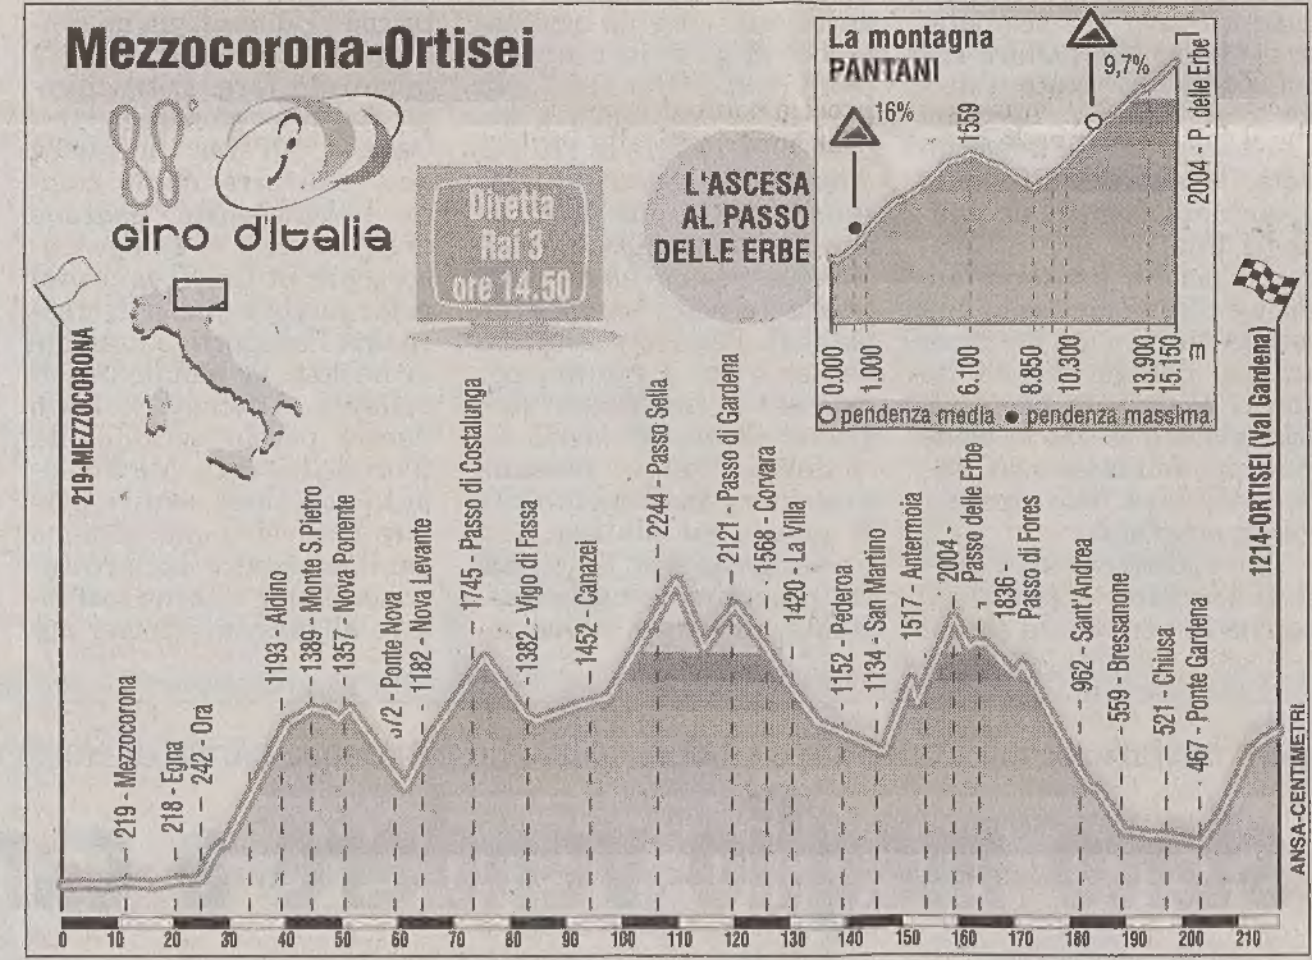 Mezzocorona-Ortisei
88°
Giro d'Italia
Diretta
Rai 3
ore 14.50
L'ASCESA
AL PASSO
DELLE ERBE
La montagna
PANTANI
16%
1559
9,7%
2004 - P. delle Erbe
0.000
1.000
6.100
8.850
10.300
13.900
15.150
m
pendenza media
pendenza massima
219-MEZZOCORONA
219 - Mezzocorona
218 - Egna
242 - Ora
1193 - Aldino
1389 - Monte S.Pietro
1357 - Nova Ponente
872 - Ponte Nova
1182 - Nova Levante
1745 - Passo di Costalunga
1382 - Vigo di Fassa
1452 - Canazei
2244 - Passo Sella
2121 - Passo di Gardena
1568 - Corvara
1420 - La Villa
1152 - Pederoa
1134 - San Martino
1517 - Antermoia
2004 -
Passo delle Erbe
1836 -
Passo di Fores
962 - Sant'Andrea
559 - Bressanone
521 - Chiusa
467 - Ponte Gardena
1214-ORTISEI (Val Gardena)
ANSA-CENTIMETRI
0 10 20 30 40 50 60 70 80 90 100 110 120 130 140 150 160 170 180 190 200 210